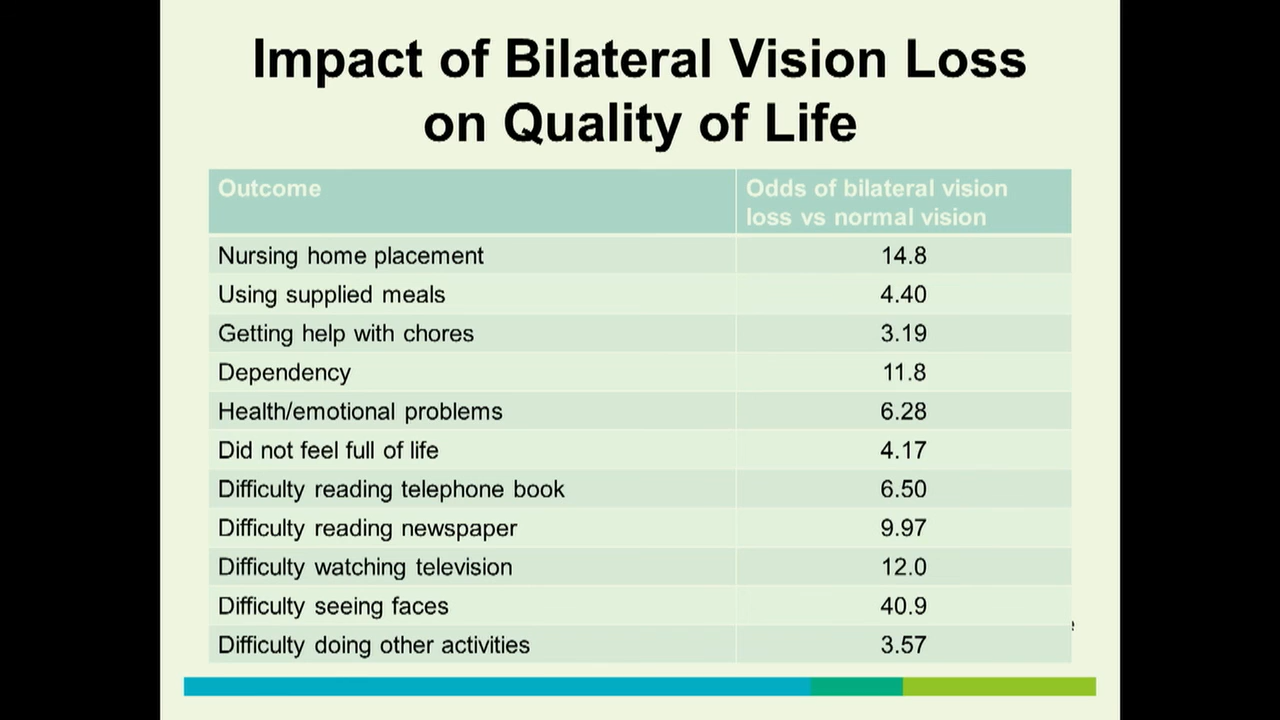 Impact of Bilateral Vision Loss
on Quality of Life
Outcome Odds of bilateral vision
loss vs normal vision
Nursing home placement 14.8
Using supplied meals 4.40
Getting help with chores 3.19
Dependency 11.8
Health/emotional problems 6.28
Did not feel full of life 4.17
Difficulty reading telephone book 6.50
Difficulty reading newspaper 9.97
Difficulty watching television 12.0
Difficulty seeing faces 40.9
Difficulty doing other activities 3.57